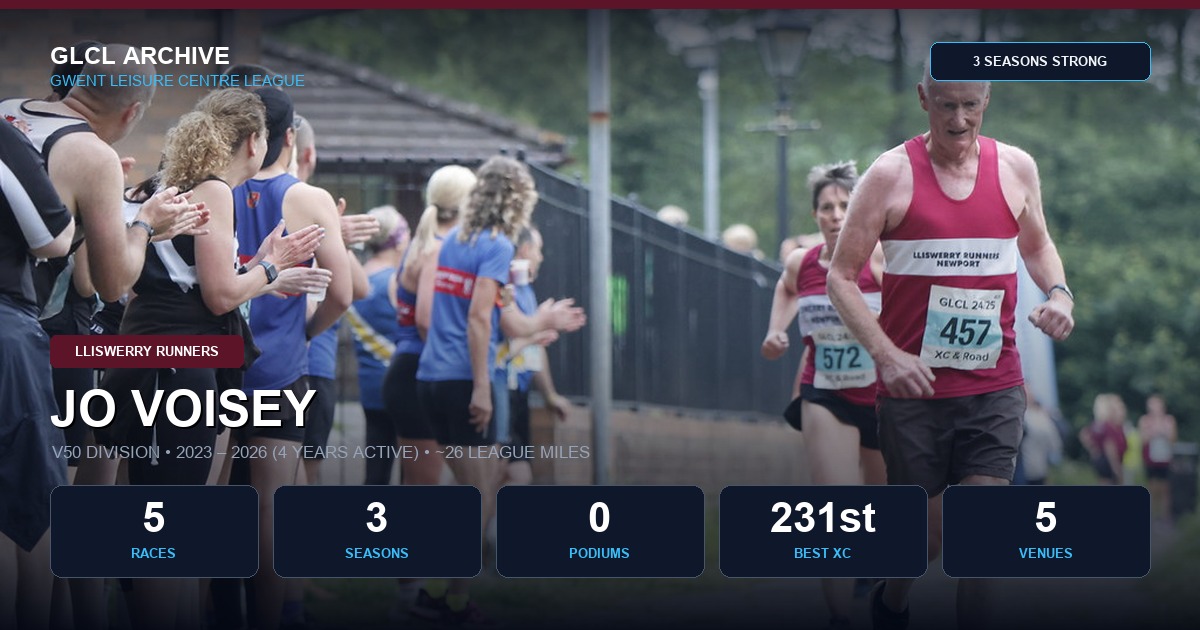 GLCL ARCHIVE
GWENT LEISURE CENTRE LEAGUE
3 SEASONS STRONG
LLISWERRY RUNNERS
NEWPORT
GLCL 24.25
457
XC & Road
572
LLISWERRY RUNNERS
JO VOISEY
V50 DIVISION • 2023 – 2026 (4 YEARS ACTIVE) • ~26 LEAGUE MILES
5
RACES
3
SEASONS
0
PODIUMS
231st
BEST XC
5
VENUES